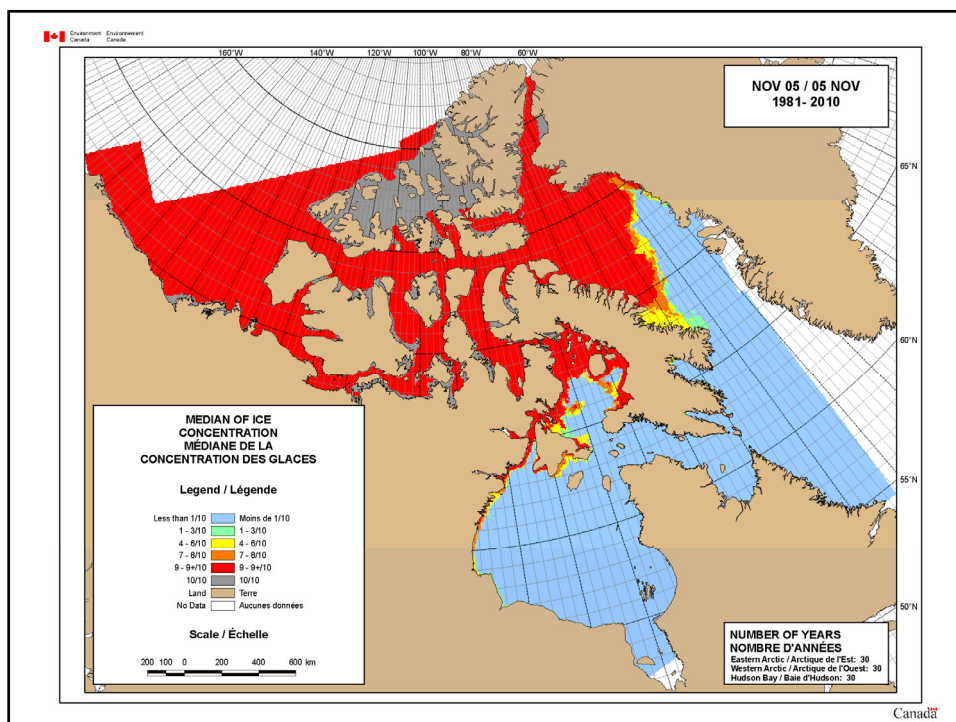 Environment Environnement
Canada Canada
160°W 140°W 120°W 100°W 80°W 60°W
NOV 05 / 05 NOV
1981- 2010
65°N
60°N
55°N
50°N
MEDIAN OF ICE
CONCENTRATION
MÉDIANE DE LA
CONCENTRATION DES GLACES
Legend / Légende
Less than 1/10 Moins de 1/10
1 - 3/10 1 - 3/10
4 - 6/10 4 - 6/10
7 - 8/10 7 - 8/10
9 - 9+/10 9 - 9+/10
10/10 10/10
Land Terre
No Data Aucunes données
Scale / Échelle
200 100 0 200 400 600 km
NUMBER OF YEARS
NOMBRE D'ANNÉES
Eastern Arctic / Arctique de l'Est: 30
Western Arctic / Arctique de l'Ouest: 30
Hudson Bay / Baie d'Hudson: 30
Canada